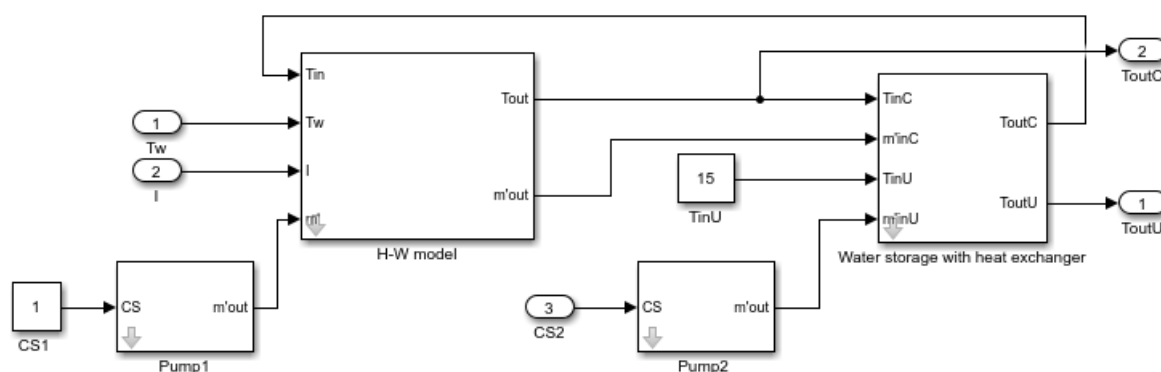 Tin
Tw
I
m'
Tout
m'out
H-W model
1
Tw
2
I
1
CS1
CS
m'out
Pump1
15
TinU
3
CS2
CS
m'out
Pump2
TinC
m'inC
TinU
m'inU
ToutC
ToutU
Water storage with heat exchanger
2
ToutC
1
ToutU